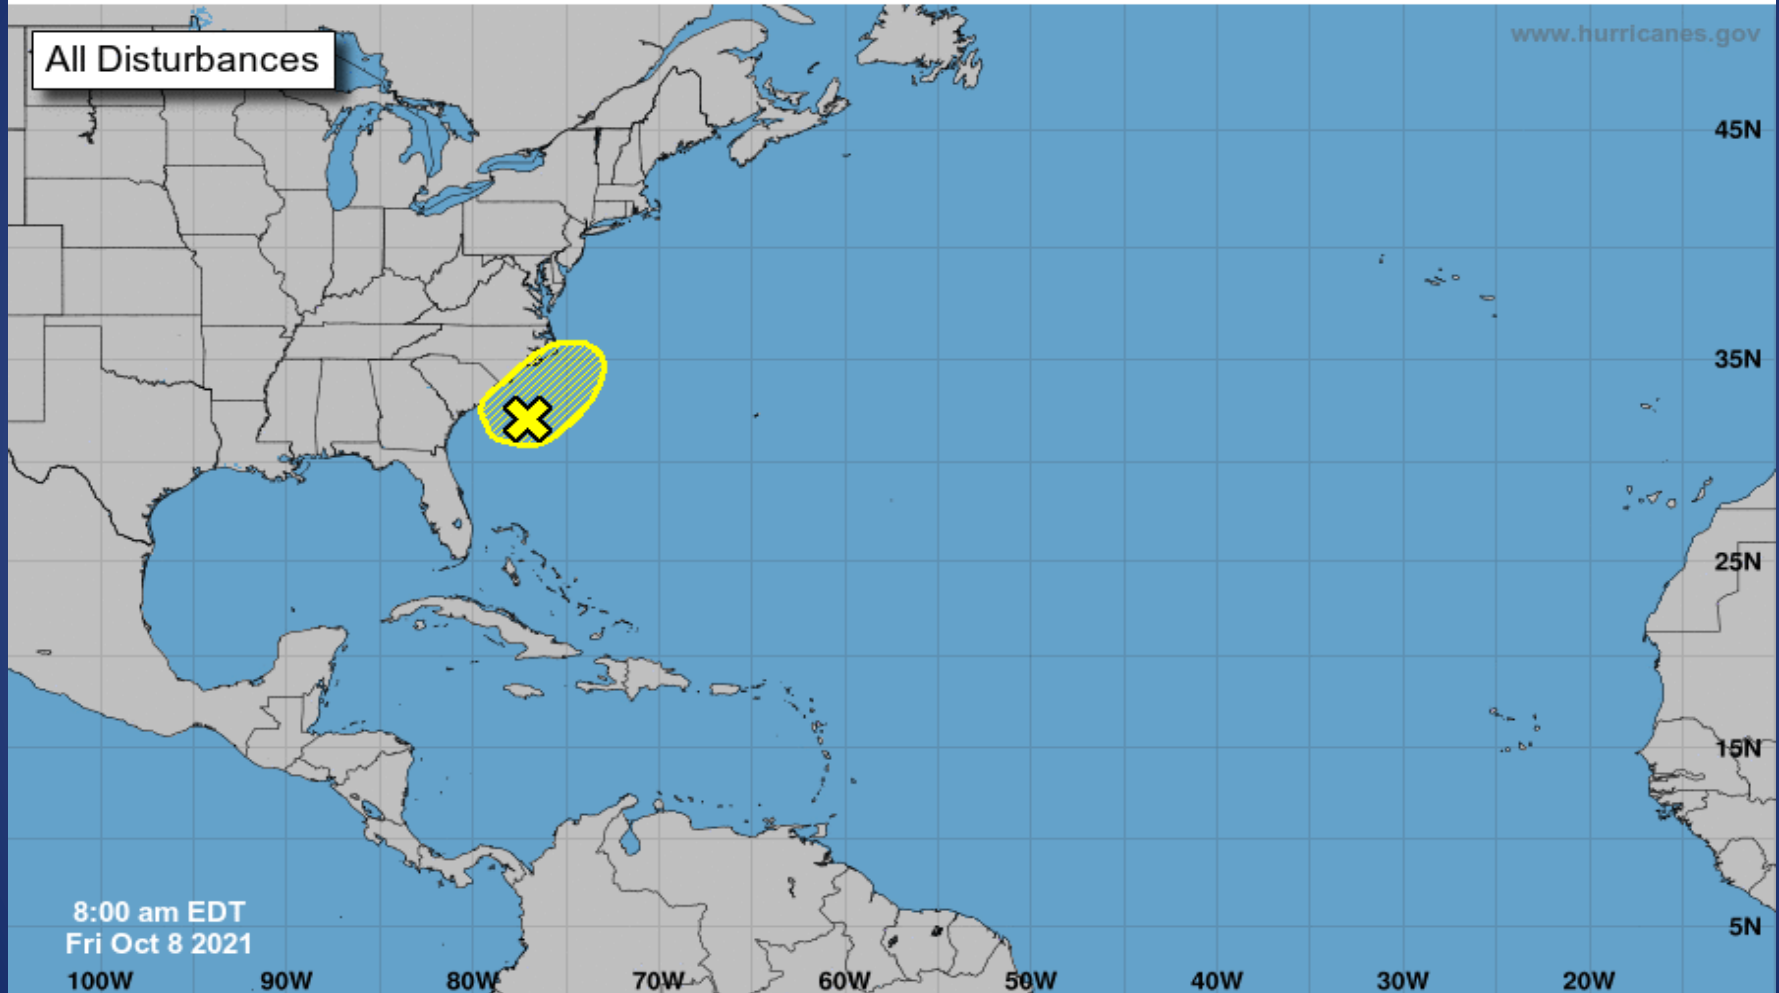 www.hurricanes.gov
All Disturbances
45N
35N
25N
15N
5N
8:00 am EDT
Fri Oct 8 2021
100W 90W 80W 70W 60W 50W 40W 30W 20W